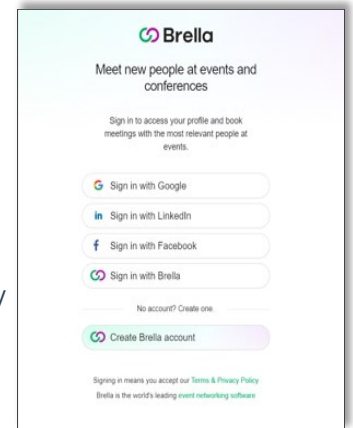 Brella
Meet new people at events and
conferences
Sign in to access your profile and book
meetings with the most relevant people at
events.
Sign in with Google
in Sign in with LinkedIn
f Sign in with Facebook
Sign in with Brella
No account? Create one.
Create Brella account
Signing in means you accept our Terms & Privacy Policy
Brella is the world's leading event networking software